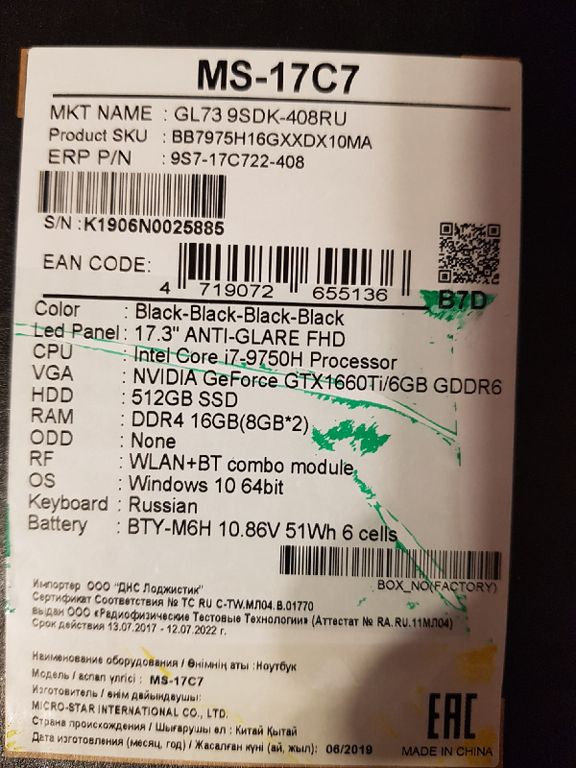 MS-17C7
MKT NAME : GL73 9SDK-408RU
Product SKU : BB7975H16GXXDX10MA
ERP P/N : 9S7-17C722-408
S/N : K1906N0025885
EAN CODE:
4 719072 655136
B7D
Color : Black-Black-Black-Black
Led Panel : 17.3" ANTI-GLARE FHD
CPU : Intel Core i7-9750H Processor
VGA : NVIDIA GeForce GTX1660Ti/6GB GDDR6
HDD : 512GB SSD
RAM : DDR4 16GB(8GB*2)
ODD : None
RF : WLAN+BT combo module
OS : Windows 10 64bit
Keyboard : Russian
Battery : BTY-M6H 10.86V 51Wh 6 cells
BOX_NO(FACTORY)
Импортер ООО "ДНС Лоджистик"
Сертификат Соответствия № ТС RU С-TW.МЛ04.В.01770
выдан ООО «Радиофизические Тестовые Технологии» (Аттестат № RA.RU.11МЛ04)
Срок действия 13.07.2017 - 12.07.2022 г.
Наименование оборудования / Өнімнің аты :Ноутбук
Модель / аспап үлгісі : MS-17C7
Изготовитель / өнім дайындаушы:
MICRO-STAR INTERNATIONAL CO., LTD.
Страна происхождения / Шығарушы ел : Китай Қытай
Дата изготовления (месяц, год) / Жасалған күні (ай, жыл): 06/2019
EAC
MADE IN CHINA